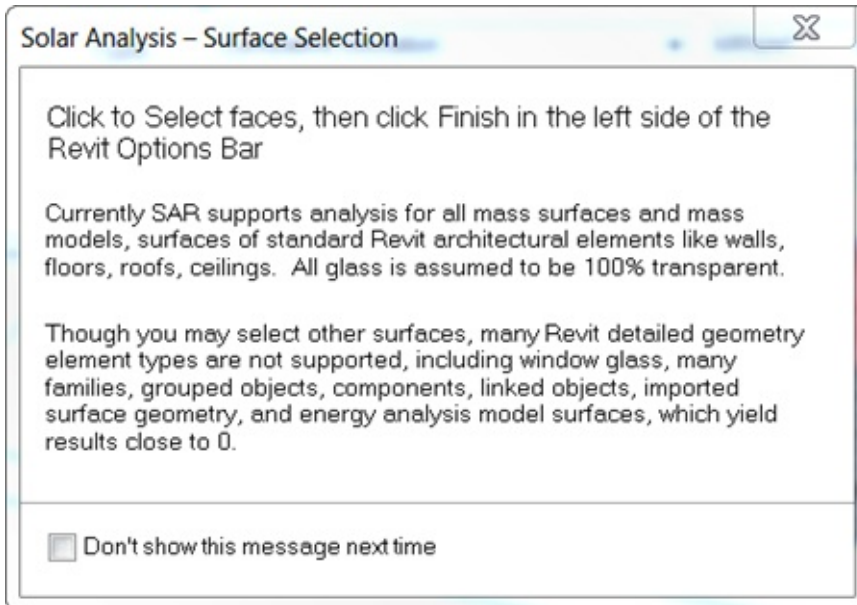 Solar Analysis – Surface Selection
Click to Select faces, then click Finish in the left side of the
Revit Options Bar
Currently SAR supports analysis for all mass surfaces and mass
models, surfaces of standard Revit architectural elements like walls,
floors, roofs, ceilings.  All glass is assumed to be 100% transparent.
Though you may select other surfaces, many Revit detailed geometry
element types are not supported, including window glass, many
families, grouped objects, components, linked objects, imported
surface geometry, and energy analysis model surfaces, which yield
results close to 0.
Don't show this message next time